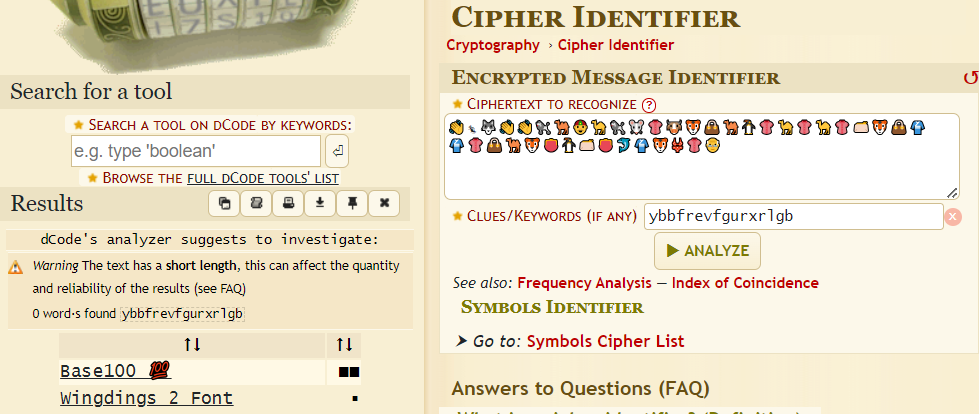 Search for a tool
★ SEARCH A TOOL ON DCODE BY KEYWORDS:
e.g. type 'boolean'
★ BROWSE THE FULL DCODE TOOLS' LIST
Results
dCode's analyzer suggests to investigate:
Warning The text has a short length, this can affect the quantity
and reliability of the results (see FAQ)
0 word·s found ybbfrevfgurxrlgb
↑↓ ↑↓
Base100 💯 ■■
Wingdings 2 Font ▪
CIPHER IDENTIFIER
Cryptography › Cipher Identifier
ENCRYPTED MESSAGE IDENTIFIER
★ CIPHERTEXT TO RECOGNIZE ?
★ CLUES/KEYWORDS (IF ANY) ybbfrevfgurxrlgb
▶ ANALYZE
See also: Frequency Analysis — Index of Coincidence
SYMBOLS IDENTIFIER
➤ Go to: Symbols Cipher List
Answers to Questions (FAQ)